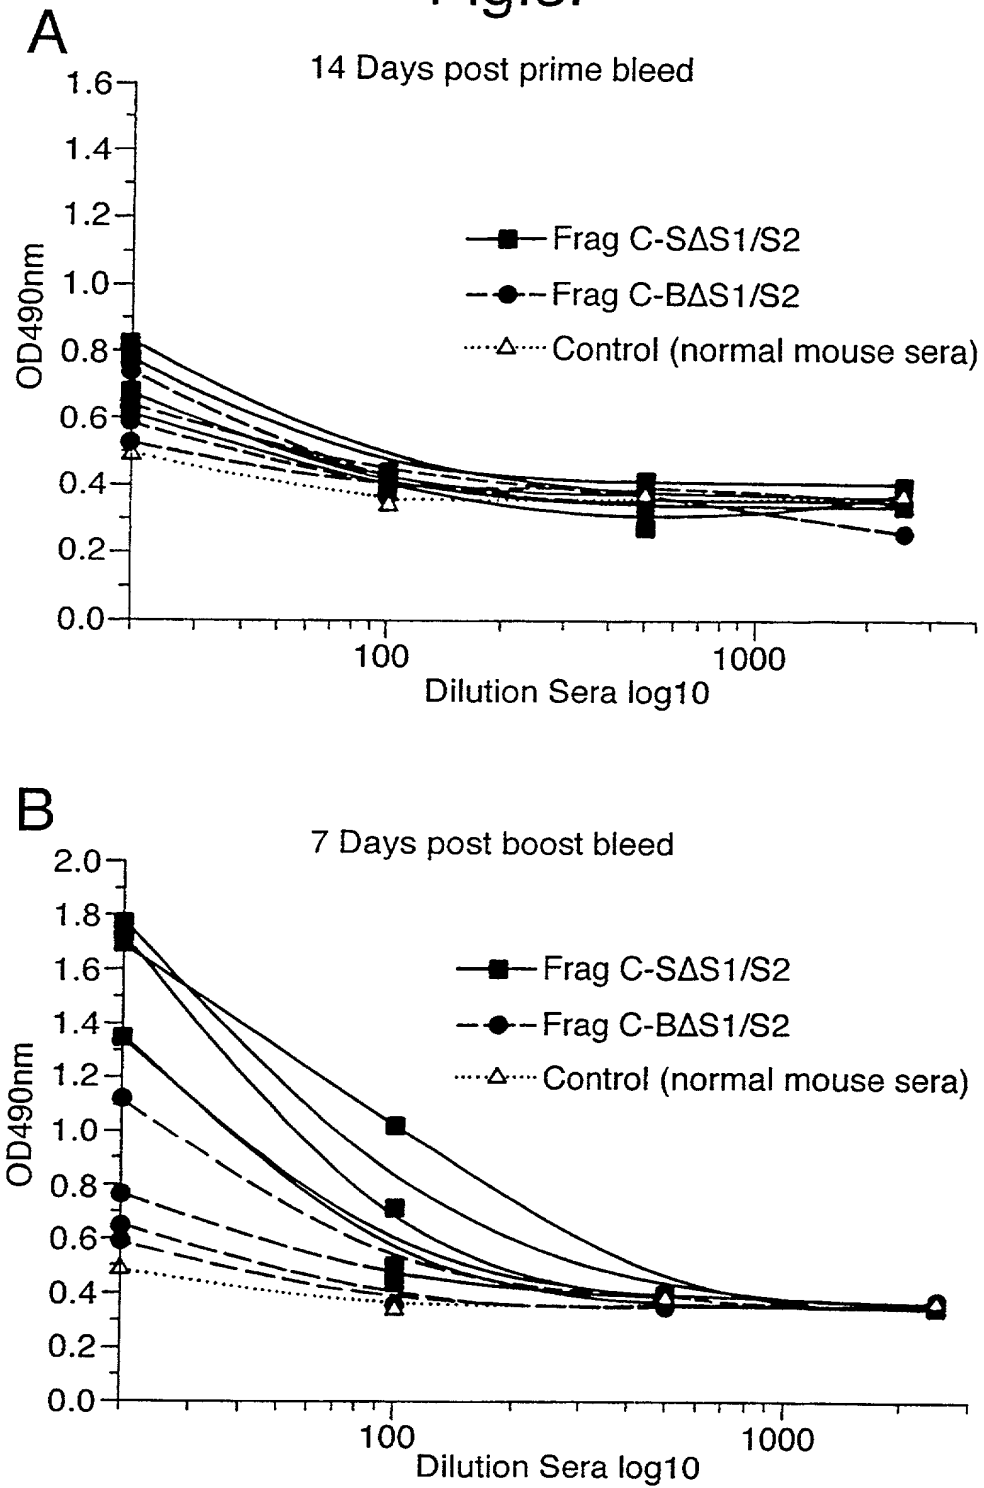 A
14 Days post prime bleed
1.6
1.4
1.2
1.0
0.8
0.6
0.4
0.2
0.0
OD490nm
Frag C-SΔS1/S2
Frag C-BΔS1/S2
Control (normal mouse sera)
100
1000
Dilution Sera log10
B
7 Days post boost bleed
2.0
1.8
1.6
1.4
1.2
1.0
0.8
0.6
0.4
0.2
0.0
OD490nm
Frag C-SΔS1/S2
Frag C-BΔS1/S2
Control (normal mouse sera)
100
1000
Dilution Sera log10